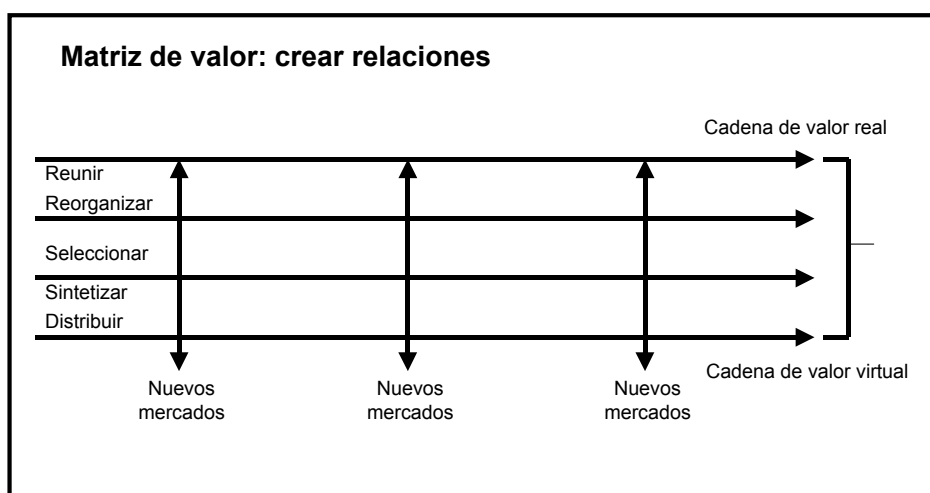 Matriz de valor: crear relaciones
Cadena de valor real
Reunir
Reorganizar
Seleccionar
Sintetizar
Distribuir
Cadena de valor virtual
Nuevos
mercados
Nuevos
mercados
Nuevos
mercados